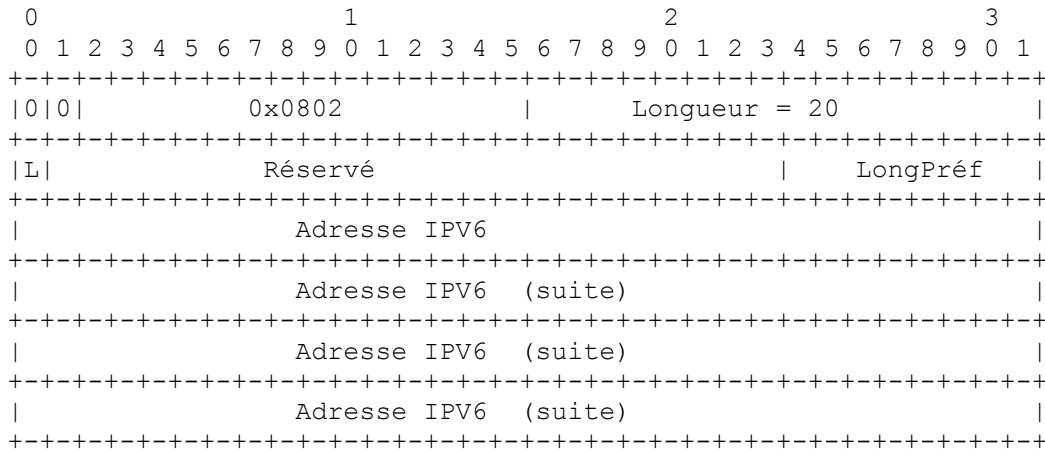 0                   1                   2                   3
 0 1 2 3 4 5 6 7 8 9 0 1 2 3 4 5 6 7 8 9 0 1 2 3 4 5 6 7 8 9 0 1
+-+-+-+-+-+-+-+-+-+-+-+-+-+-+-+-+-+-+-+-+-+-+-+-+-+-+-+-+-+-+-+-+
|0|0|          0x0802           |      Longueur = 20            |
+-+-+-+-+-+-+-+-+-+-+-+-+-+-+-+-+-+-+-+-+-+-+-+-+-+-+-+-+-+-+-+-+
|L|             Réservé                         |    LongPréf   |
+-+-+-+-+-+-+-+-+-+-+-+-+-+-+-+-+-+-+-+-+-+-+-+-+-+-+-+-+-+-+-+-+
|                 Adresse IPV6                                  |
+-+-+-+-+-+-+-+-+-+-+-+-+-+-+-+-+-+-+-+-+-+-+-+-+-+-+-+-+-+-+-+-+
|                 Adresse IPV6  (suite)                         |
+-+-+-+-+-+-+-+-+-+-+-+-+-+-+-+-+-+-+-+-+-+-+-+-+-+-+-+-+-+-+-+-+
|                 Adresse IPV6  (suite)                         |
+-+-+-+-+-+-+-+-+-+-+-+-+-+-+-+-+-+-+-+-+-+-+-+-+-+-+-+-+-+-+-+-+
|                 Adresse IPV6  (suite)                         |
+-+-+-+-+-+-+-+-+-+-+-+-+-+-+-+-+-+-+-+-+-+-+-+-+-+-+-+-+-+-+-+-+